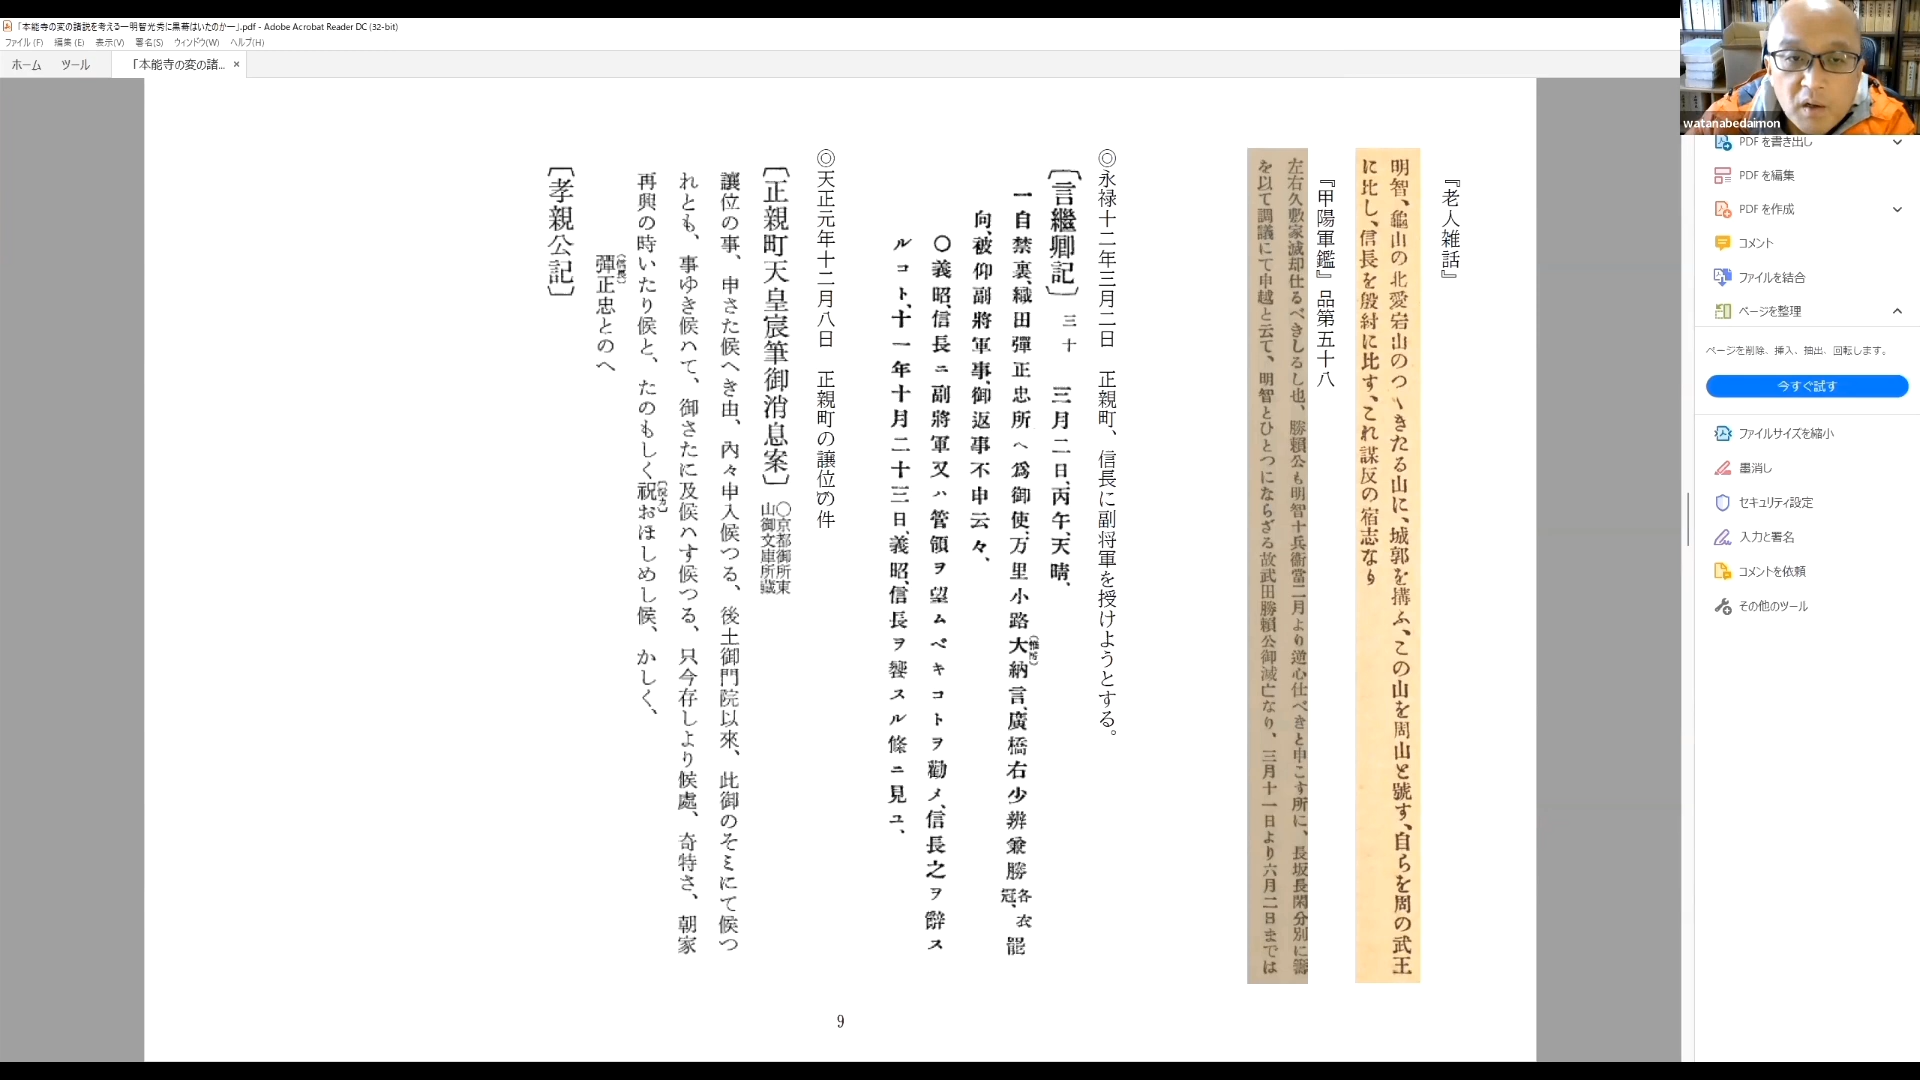 「本能寺の変の諸説を考える―明智光秀に黒幕はいたのか―」.pdf - Adobe Acrobat Reader DC (32-bit)
ファイル(F) 編集(E) 表示(V) 署名(S) ウィンドウ(W) ヘルプ(H)
ホーム ツール 「本能寺の変の諸... ×
『老人雑話』
明智、龜山の北愛宕山のつゝきたる山に、城郭を搆ふ、この山を周山と號す、自らを周の武王
に比し、信長を殷紂に比す、これ謀反の宿志なり
『甲陽軍鑑』品第五十八
左右久敷家滅却仕るべきしるし也、勝頼公も明智十兵衛當二月より逆心仕べきと申こす所に、長坂長閑分別に
を以て調議にて申越と云て、明智とひとつにならざる故武田勝頼公御滅亡なり、三月十一日より六月二日までは
◎永禄十二年三月二日 正親町、信長に副将軍を授けようとする。
〔言繼卿記〕 三十 三月二日、丙午、天晴、
一自禁裏、織田彈正忠所ヘ爲御使、万里小路大納言、廣橋右少辨兼勝各衣冠、罷
(惟房)
向、被仰副將軍事、御返事不申云々、
〇義昭、信長ニ副將軍又ハ管領ヲ望ムベキコトヲ勸メ、信長之ヲ辭ス
ルコト、十一年十月二十三日、義昭、信長ヲ饗スル條ニ見ユ、
◎天正元年十二月八日 正親町の譲位の件
〔正親町天皇宸筆御消息案〕 〇京都御所東山御文庫所藏
讓位の事、申さた候へき由、內々申入候つる、後土御門院以來、此御のそミにて候つ
れとも、事ゆき候ハて、御さたに及候ハす候つる、只今存しより候處、奇特さ、朝家
再興の時いたり候と、たのもしく祝おほしめし候、かしく、
(信長)
彈正忠とのへ
〔孝親公記〕
9
watanabedaimon
PDF を書き出し
PDF を編集
PDF を作成
コメント
ファイルを結合
ページを整理
ページを削除、挿入、抽出、回転します。
今すぐ試す
ファイルサイズを縮小
墨消し
セキュリティ設定
入力と署名
コメントを依頼
その他のツール